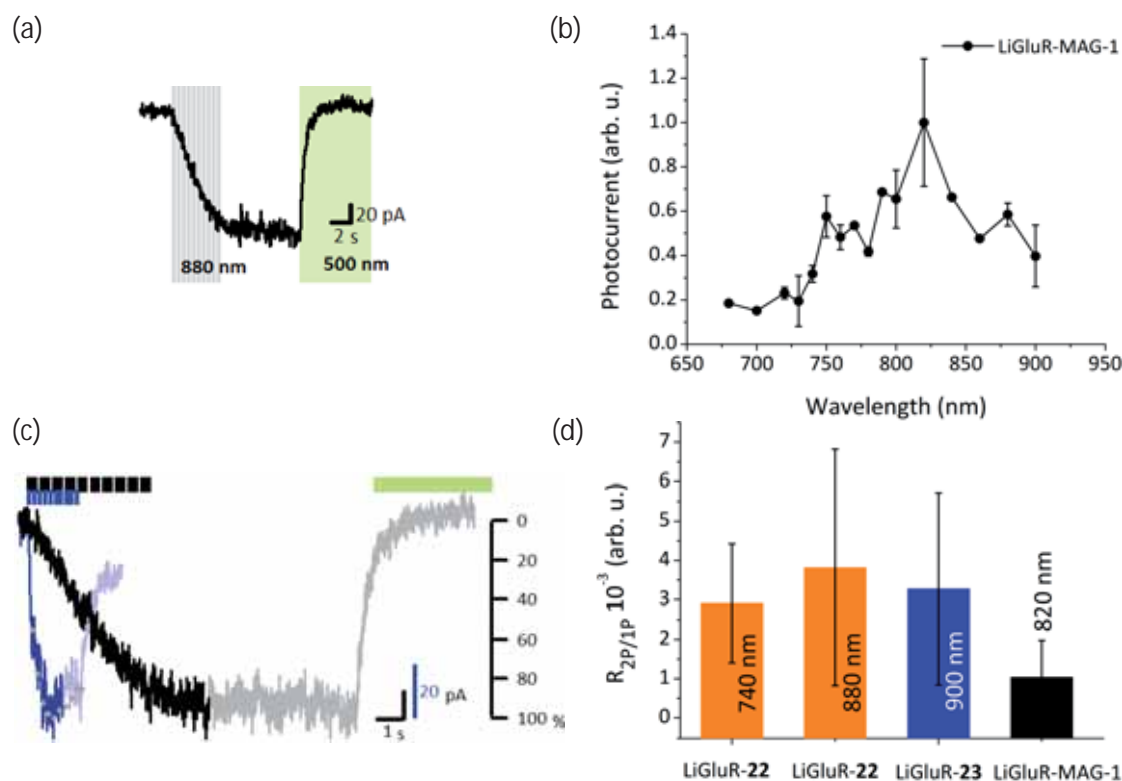 (a)
20 pA
2 s
880 nm
500 nm
(b)
LiGluR-MAG-1
1.4
1.2
1.0
0.8
0.6
0.4
0.2
0.0
Photocurrent (arb. u.)
650 700 750 800 850 900 950
Wavelength (nm)
(c)
0
20
40
60
80
100 %
20 pA
1 s
(d)
7
6
5
4
3
2
1
0
R2P/1P 10-3 (arb. u.)
740 nm
880 nm
900 nm
820 nm
LiGluR-22 LiGluR-22 LiGluR-23 LiGluR-MAG-1